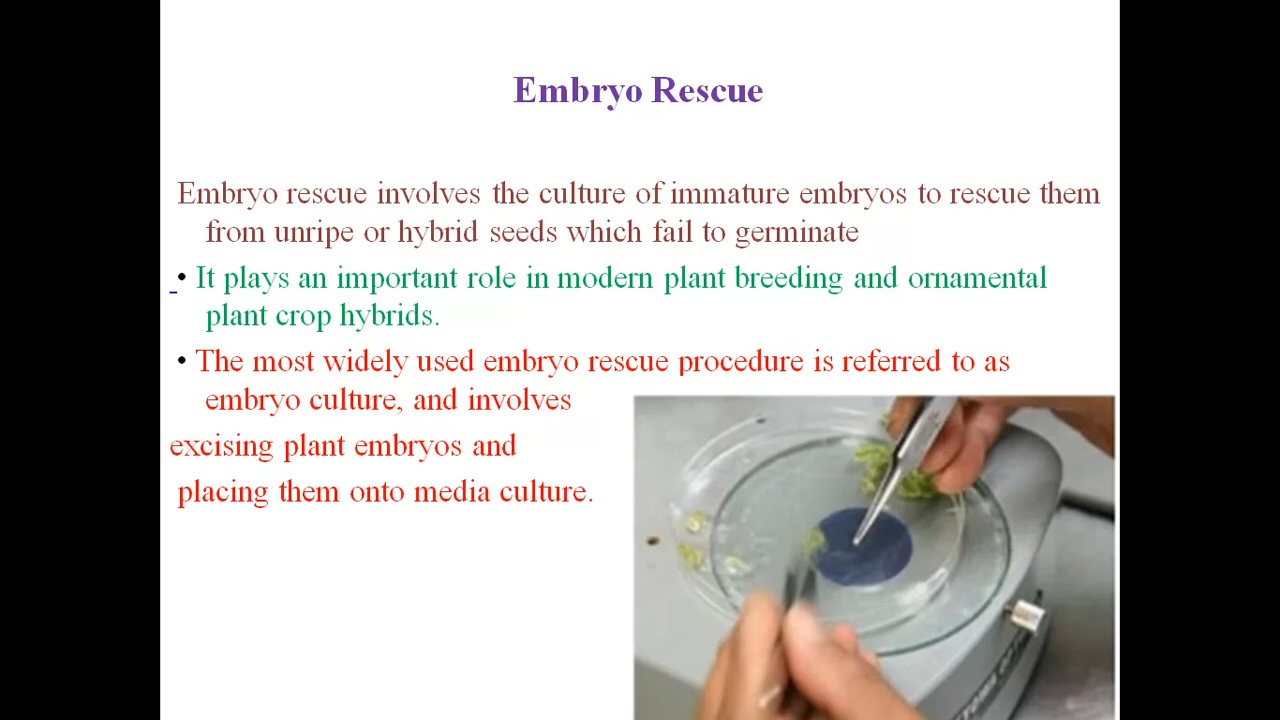 Embryo Rescue
Embryo rescue involves the culture of immature embryos to rescue them
from unripe or hybrid seeds which fail to germinate
• It plays an important role in modern plant breeding and ornamental
plant crop hybrids.
• The most widely used embryo rescue procedure is referred to as
embryo culture, and involves
excising plant embryos and
placing them onto media culture.